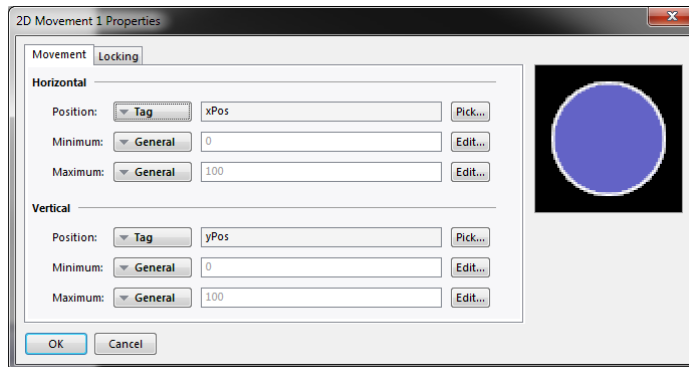 2D Movement 1 Properties
Movement Locking
Horizontal
Position: Tag xPos Pick...
Minimum: General 0 Edit...
Maximum: General 100 Edit...
Vertical
Position: Tag yPos Pick...
Minimum: General 0 Edit...
Maximum: General 100 Edit...
OK Cancel